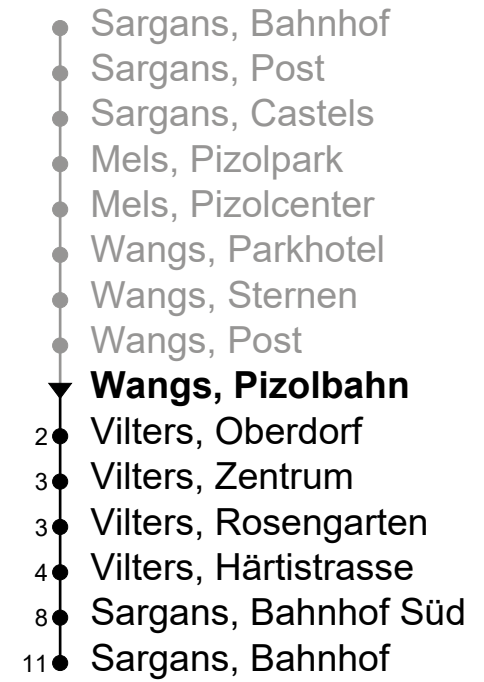 Sargans, Bahnhof
Sargans, Post
Sargans, Castels
Mels, Pizolpark
Mels, Pizolcenter
Wangs, Parkhotel
Wangs, Sternen
Wangs, Post
Wangs, Pizolbahn
2 Vilters, Oberdorf
3 Vilters, Zentrum
3 Vilters, Rosengarten
4 Vilters, Härtistrasse
8 Sargans, Bahnhof Süd
11 Sargans, Bahnhof